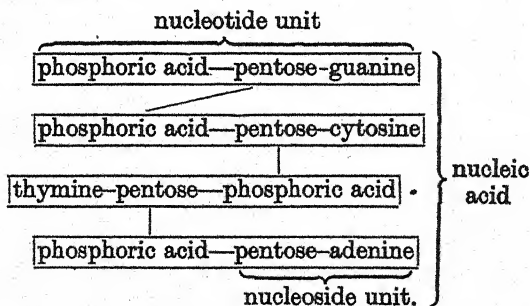 nucleotide unit
phosphoric acid—pentose-guanine
phosphoric acid—pentose-cytosine
thymine-pentose—phosphoric acid
nucleic
acid
phosphoric acid—pentose-adenine
nucleoside unit.